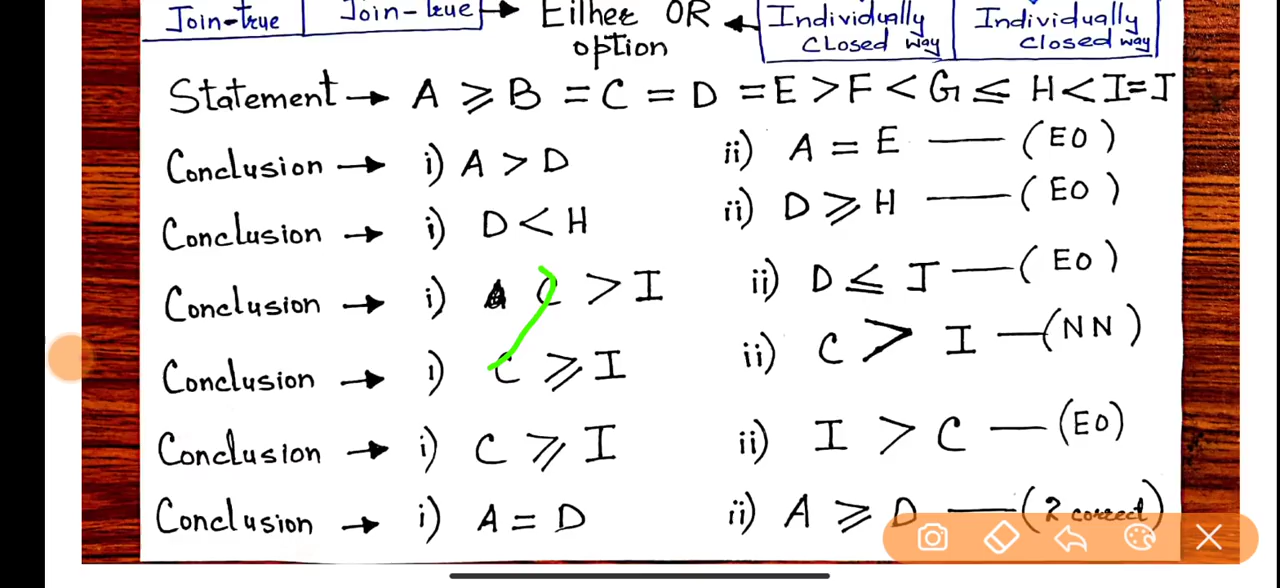 Join-true Join-true Either OR option Individually closed way Individually closed way
Statement → A ≥ B = C = D = E > F < G ≤ H < I = J
Conclusion → i) A > D ii) A = E — (EO)
Conclusion → i) D < H ii) D ≥ H — (EO)
Conclusion → i) C > I ii) D ≤ J — (EO)
Conclusion → i) C ≥ I ii) C > I — (NN)
Conclusion → i) C ≥ I ii) I > C — (EO)
Conclusion → i) A = D ii) A ≥ D — (2 correct)